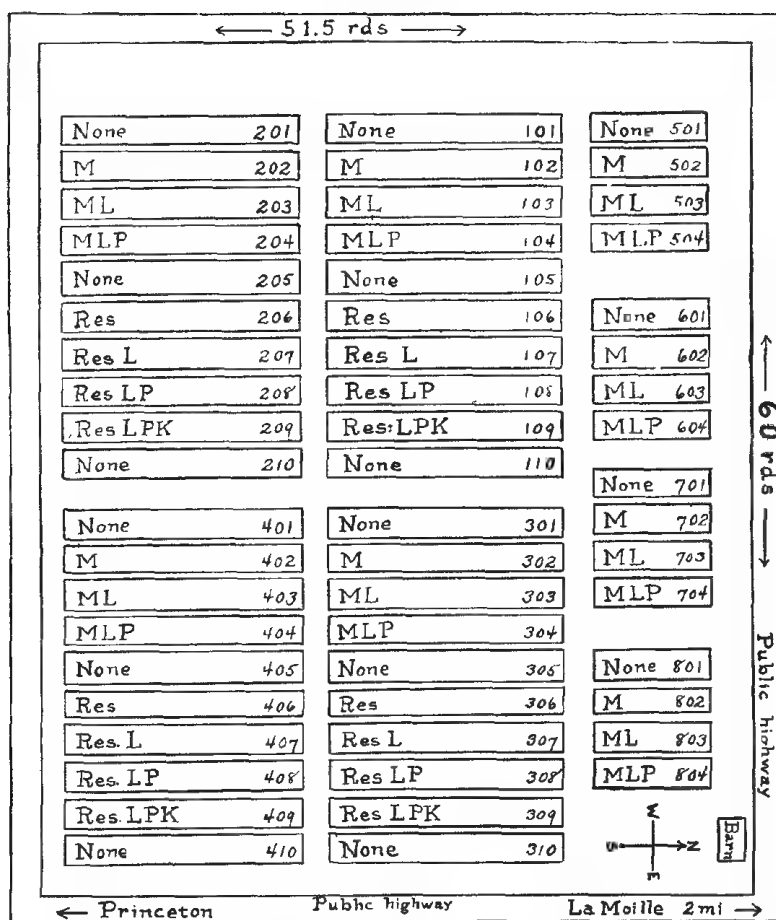 51.5 rds
None 201 None 101 None 501
M 202 M 102 M 502
ML 203 ML 103 ML 503
MLP 204 MLP 104 MLP 504
None 205 None 105
Res 206 Res 106 None 601
Res L 207 Res L 107 M 602
Res LP 208 Res LP 108 ML 603
Res LPK 209 Res: LPK 109 MLP 604
None 210 None 110
None 701
None 401 None 301 M 702
M 402 M 302 ML 703
ML 403 ML 303 MLP 704
MLP 404 MLP 304
None 405 None 305 None 801
Res 406 Res 306 M 802
Res. L 407 Res L 307 ML 803
Res. LP 408 Res LP 308 MLP 804
Res. LPK 409 Res LPK 309
None 410 None 310
60 rds
Public highway
W
S N
E
Barn
Princeton Public highway La Moille 2 mi